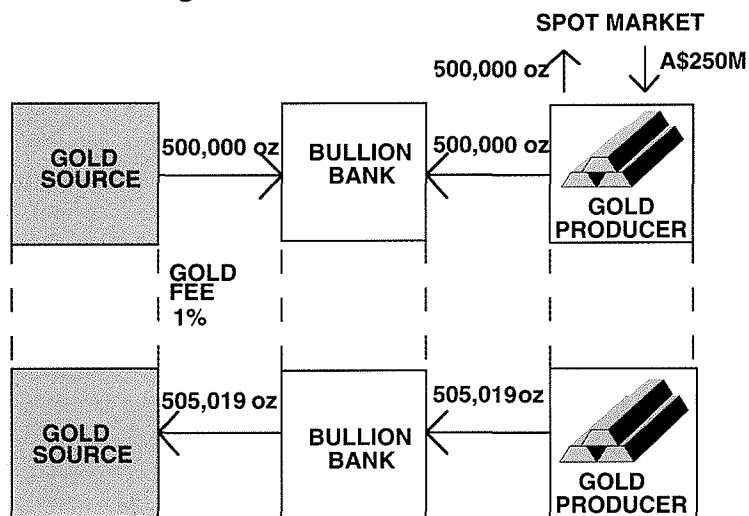 SPOT MARKET
500,000 oz
A$250M
GOLD
SOURCE
500,000 oz
BULLION
BANK
500,000 oz
GOLD
PRODUCER
GOLD
FEE
1%
GOLD
SOURCE
505,019 oz
BULLION
BANK
505,019oz
GOLD
PRODUCER